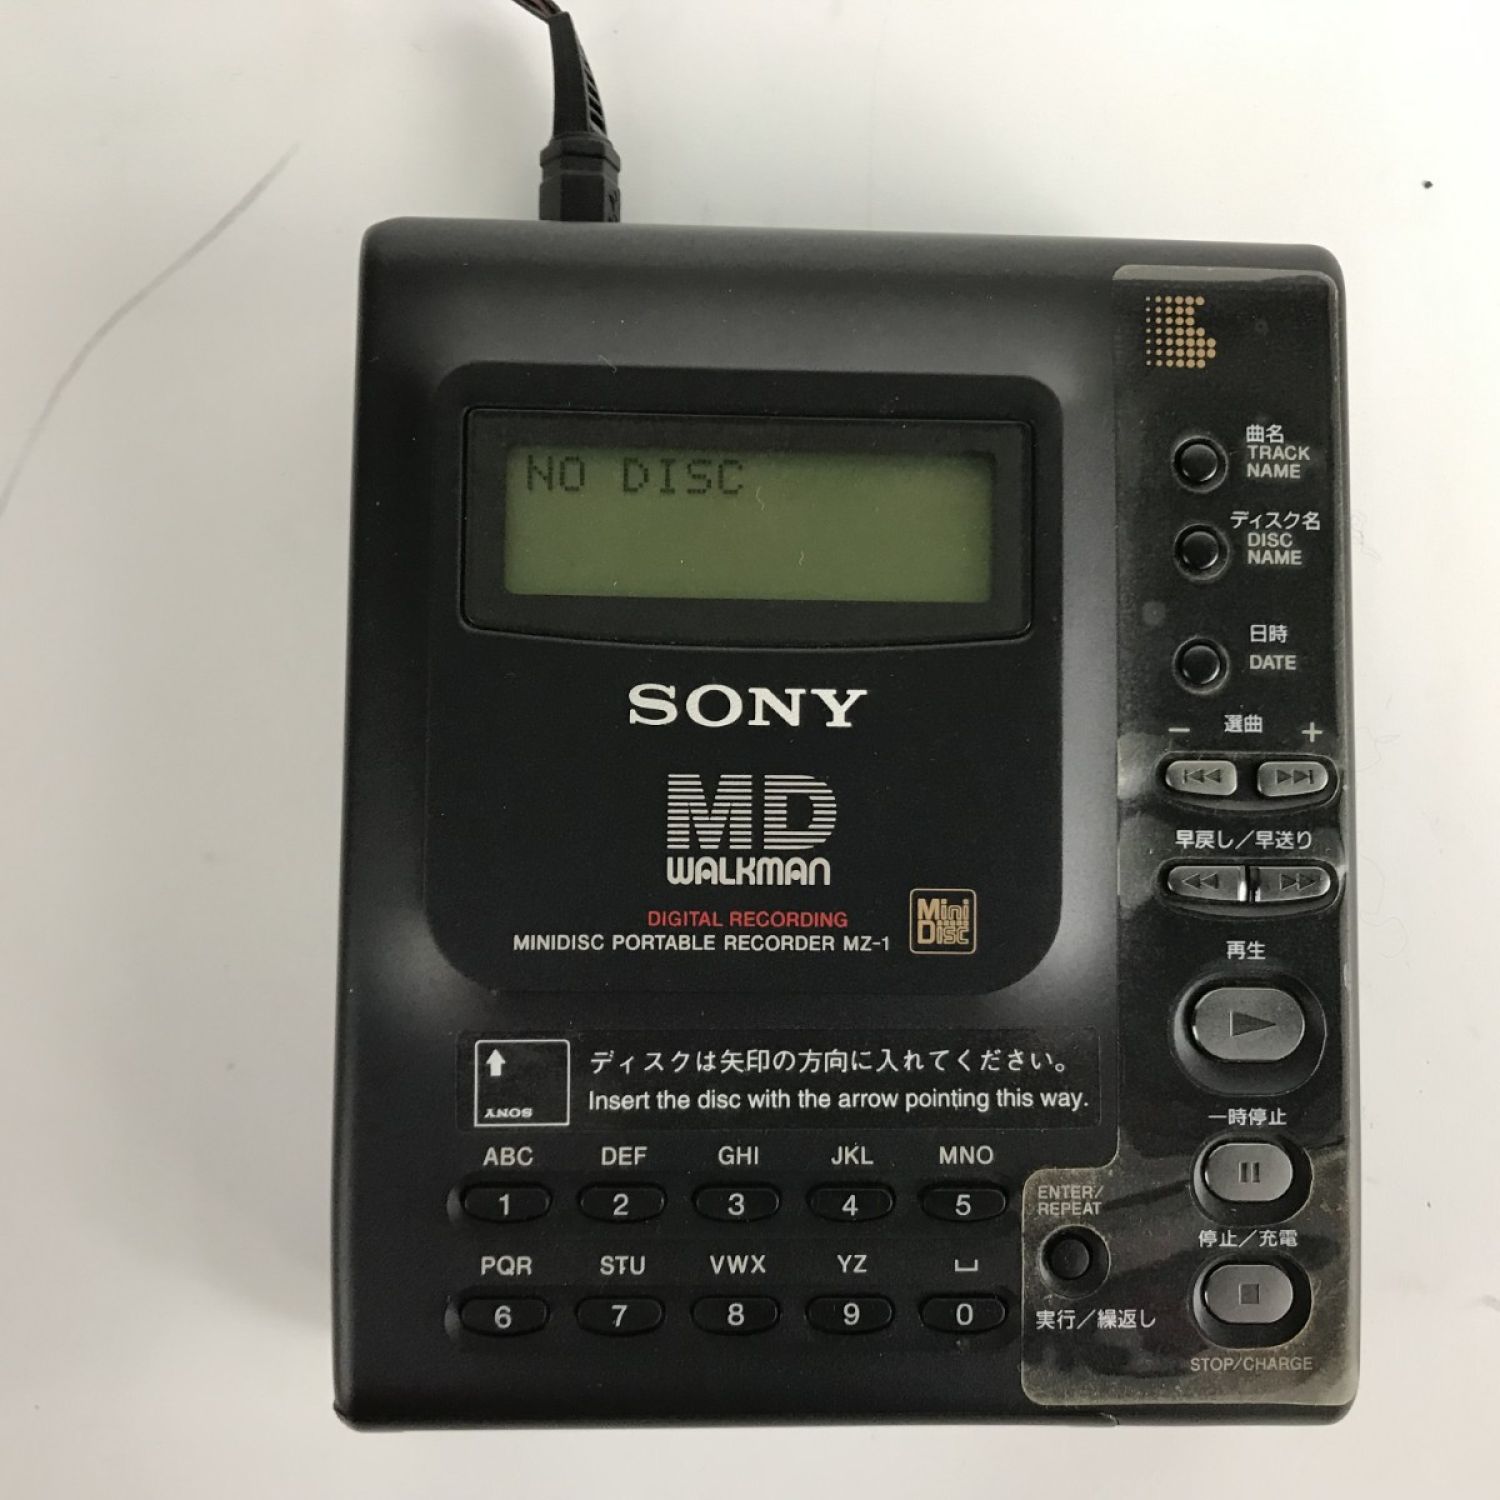 NO DISC
SONY
MD
WALKMAN
DIGITAL RECORDING
MINIDISC PORTABLE RECORDER MZ-1
Mini
Disc
曲名
TRACK
NAME
ディスク名
DISC
NAME
日時
DATE
− 選曲 +
早戻し／早送り
再生
一時停止
停止／充電
STOP/CHARGE
ENTER/
REPEAT
実行／繰返し
SONY
ディスクは矢印の方向に入れてください。
Insert the disc with the arrow pointing this way.
ABC DEF GHI JKL MNO
1 2 3 4 5
PQR STU VWX YZ ⎵
6 7 8 9 0